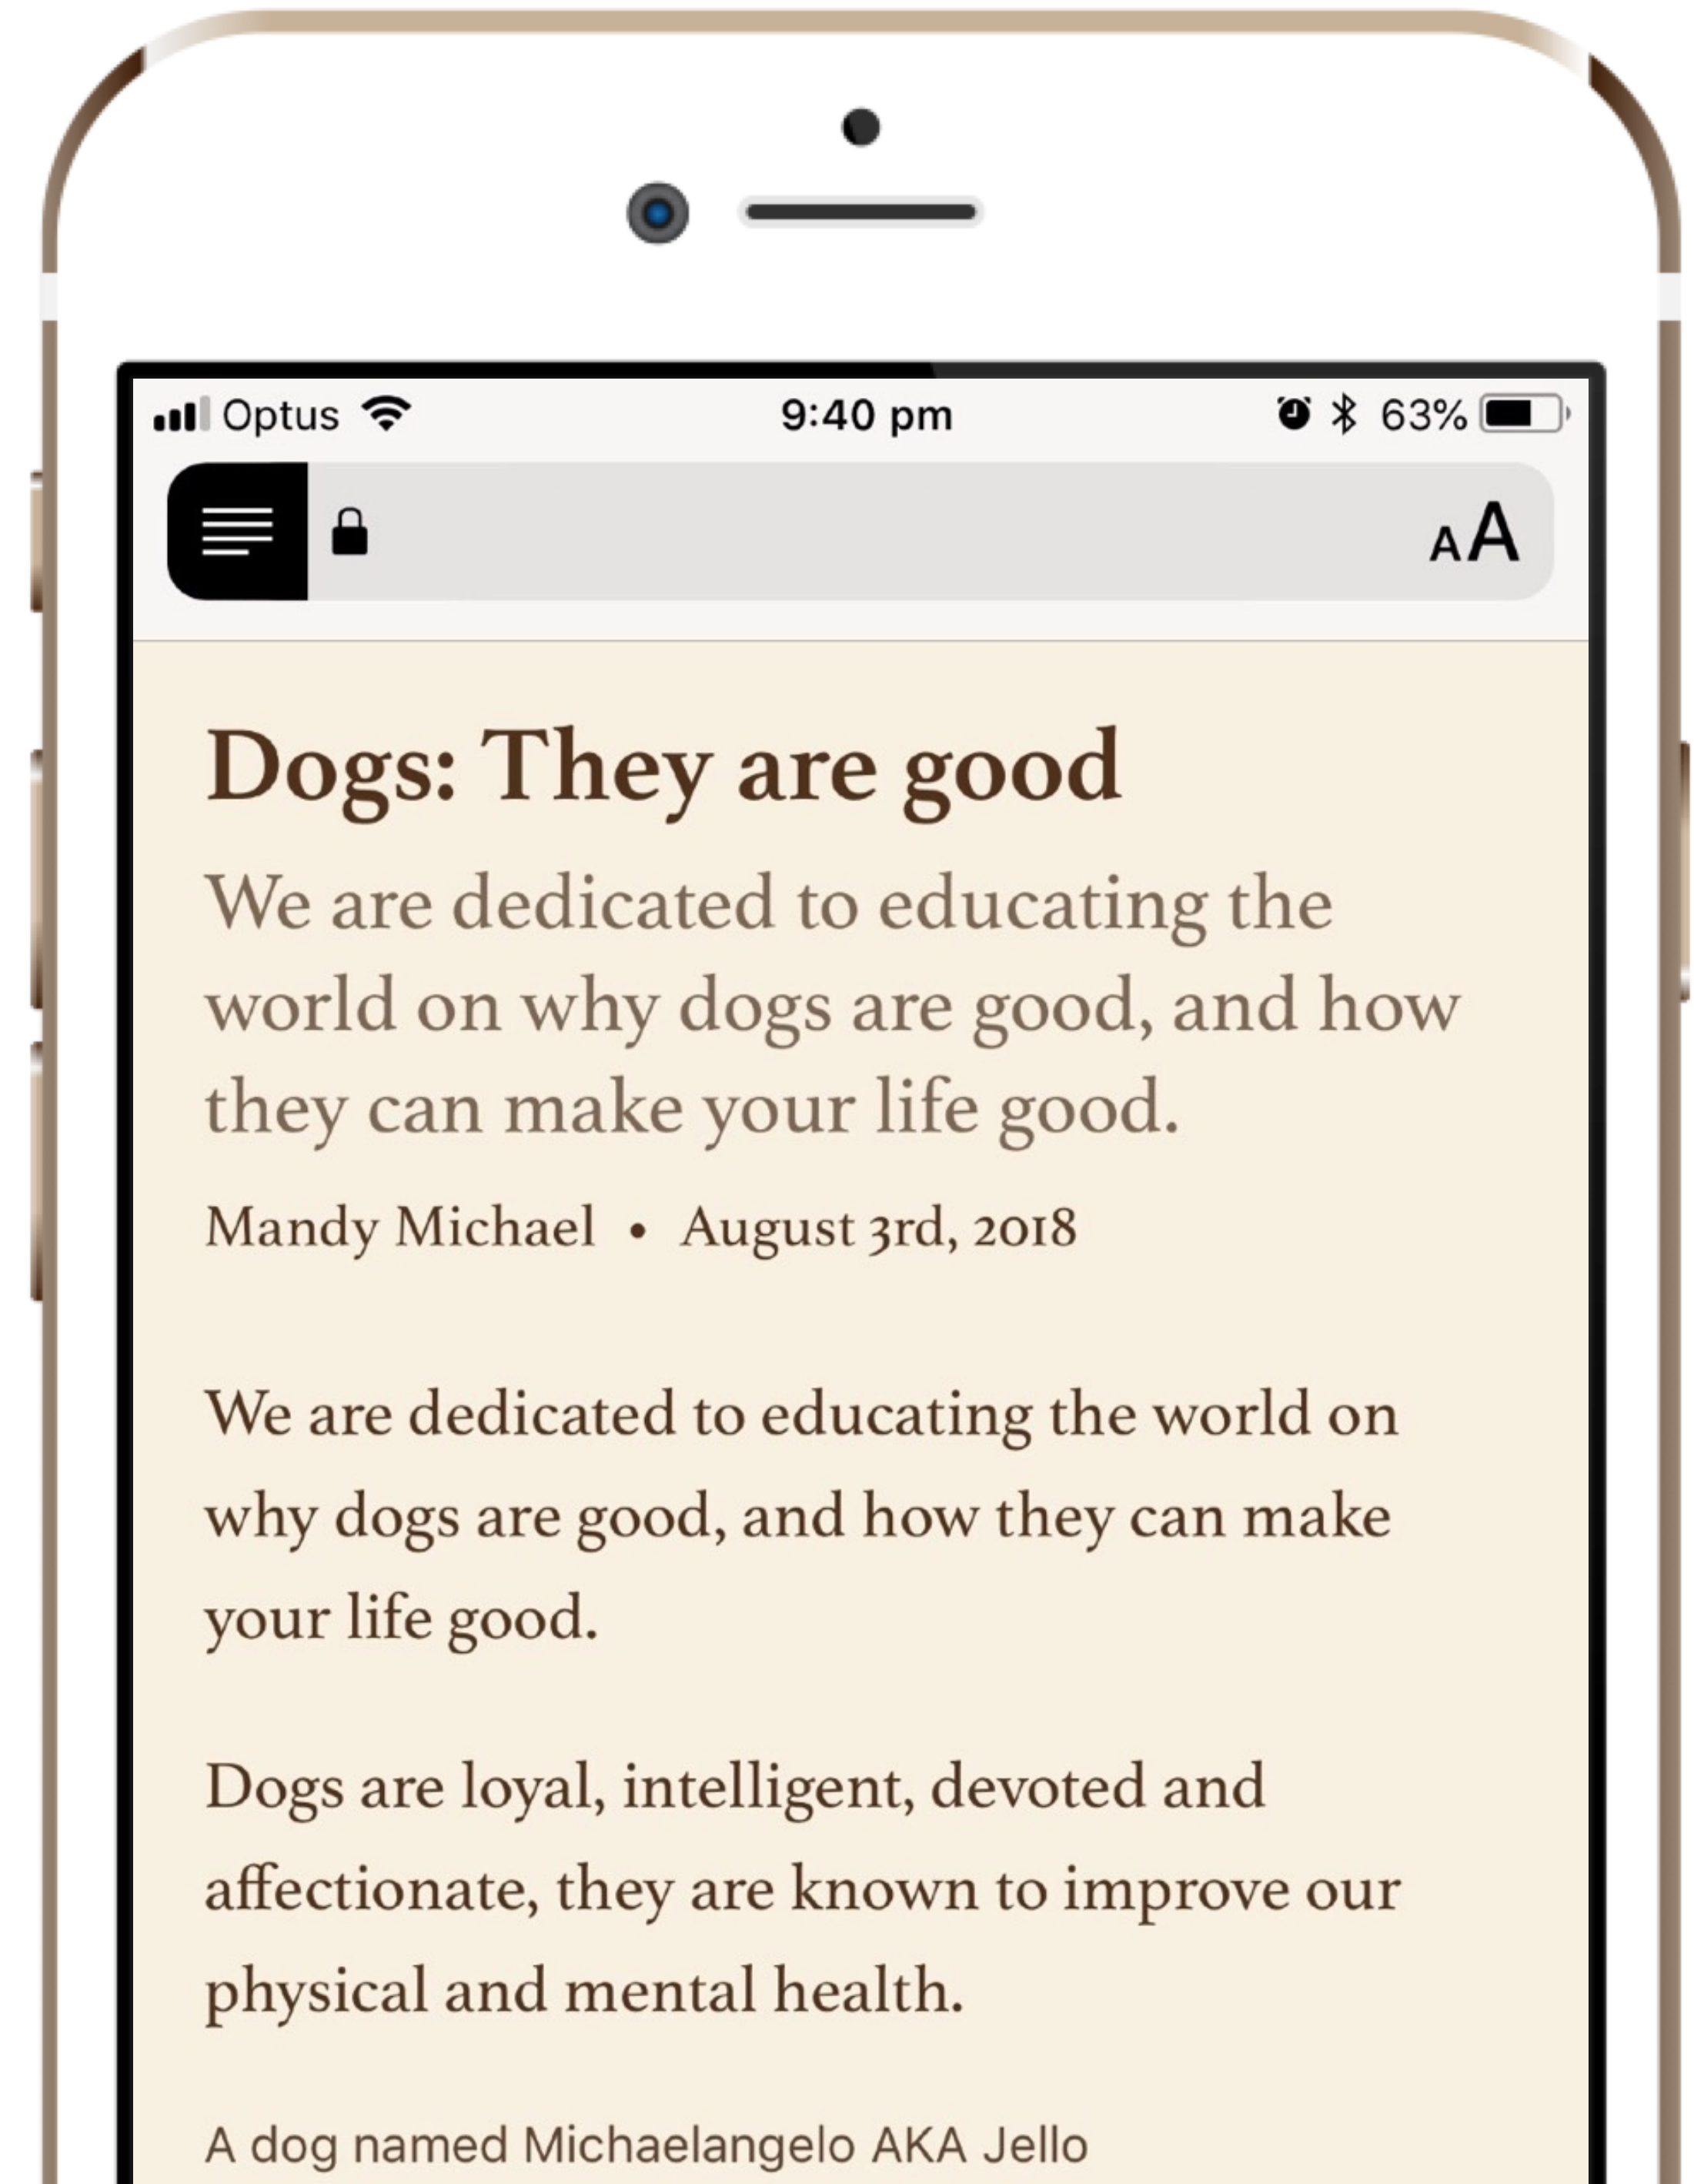 Optus 9:40 pm 63%
AA
Dogs: They are good
We are dedicated to educating the
world on why dogs are good, and how
they can make your life good.
Mandy Michael • August 3rd, 2018
We are dedicated to educating the world on
why dogs are good, and how they can make
your life good.
Dogs are loyal, intelligent, devoted and
affectionate, they are known to improve our
physical and mental health.
A dog named Michaelangelo AKA Jello